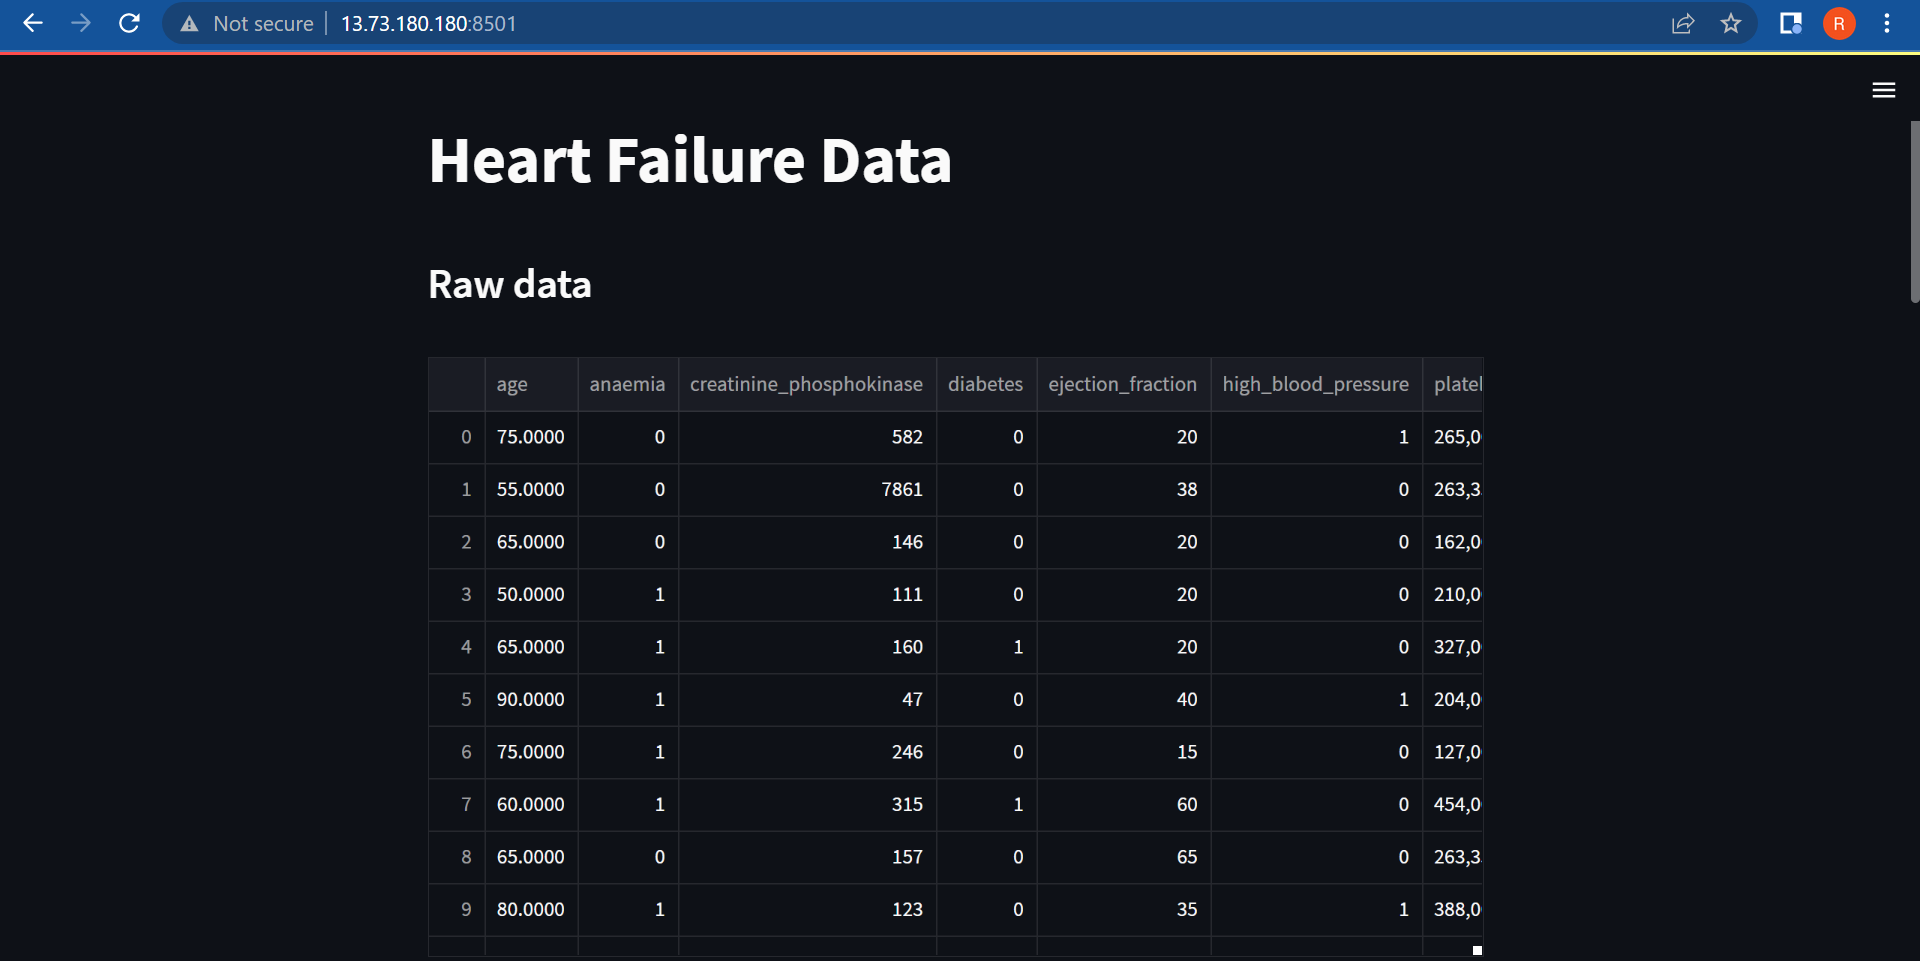 Not secure | 13.73.180.180:8501
R
Heart Failure Data
Raw data
age anaemia creatinine_phosphokinase diabetes ejection_fraction high_blood_pressure platel
0 75.0000 0 582 0 20 1 265,0
1 55.0000 0 7861 0 38 0 263,3
2 65.0000 0 146 0 20 0 162,0
3 50.0000 1 111 0 20 0 210,0
4 65.0000 1 160 1 20 0 327,0
5 90.0000 1 47 0 40 1 204,0
6 75.0000 1 246 0 15 0 127,0
7 60.0000 1 315 1 60 0 454,0
8 65.0000 0 157 0 65 0 263,3
9 80.0000 1 123 0 35 1 388,0